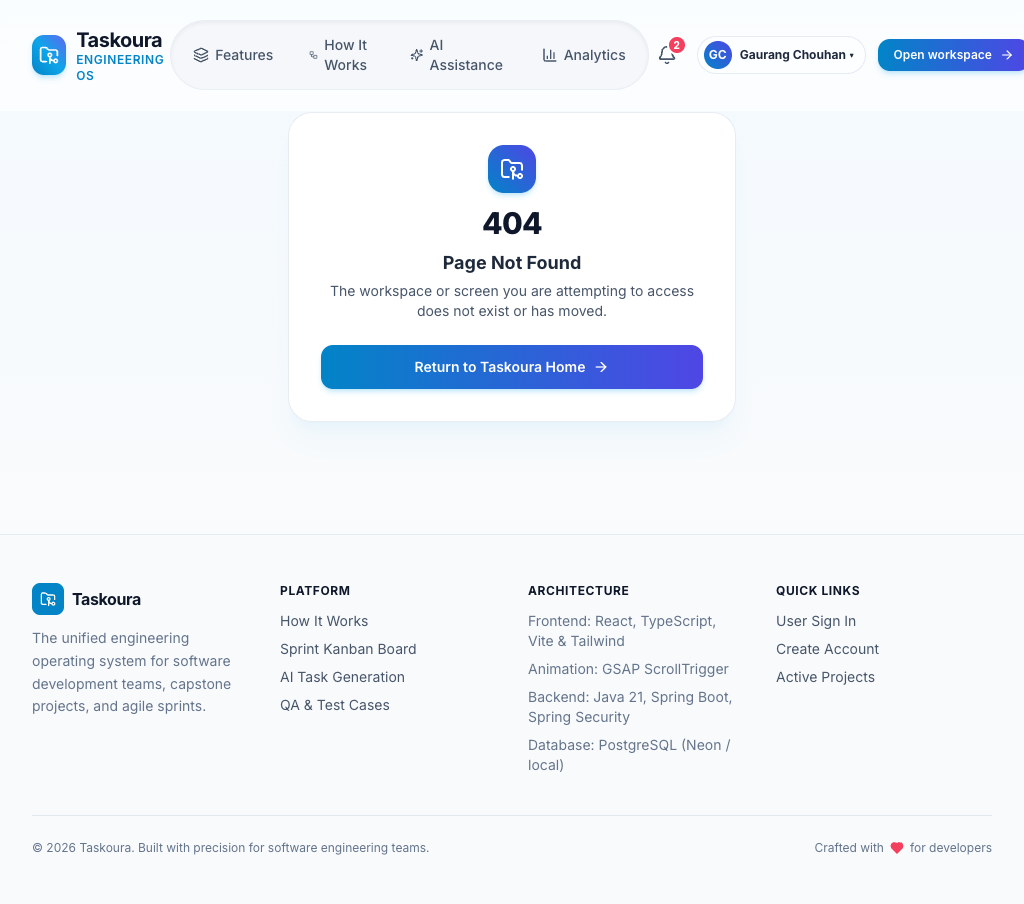 Taskoura
ENGINEERING
OS
Features
How It
Works
AI
Assistance
Analytics
2
GC
Gaurang Chouhan ▾
Open workspace →
404
Page Not Found
The workspace or screen you are attempting to access
does not exist or has moved.
Return to Taskoura Home →
Taskoura
The unified engineering
operating system for software
development teams, capstone
projects, and agile sprints.
PLATFORM
How It Works
Sprint Kanban Board
AI Task Generation
QA & Test Cases
ARCHITECTURE
Frontend: React, TypeScript,
Vite & Tailwind
Animation: GSAP ScrollTrigger
Backend: Java 21, Spring Boot,
Spring Security
Database: PostgreSQL (Neon /
local)
QUICK LINKS
User Sign In
Create Account
Active Projects
© 2026 Taskoura. Built with precision for software engineering teams.
Crafted with ❤ for developers